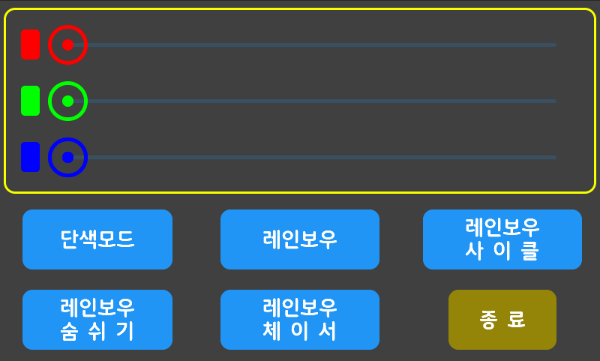 단색모드
레인보우
레인보우
사 이 클
레인보우
숨 쉬 기
레인보우
체 이 서
종 료